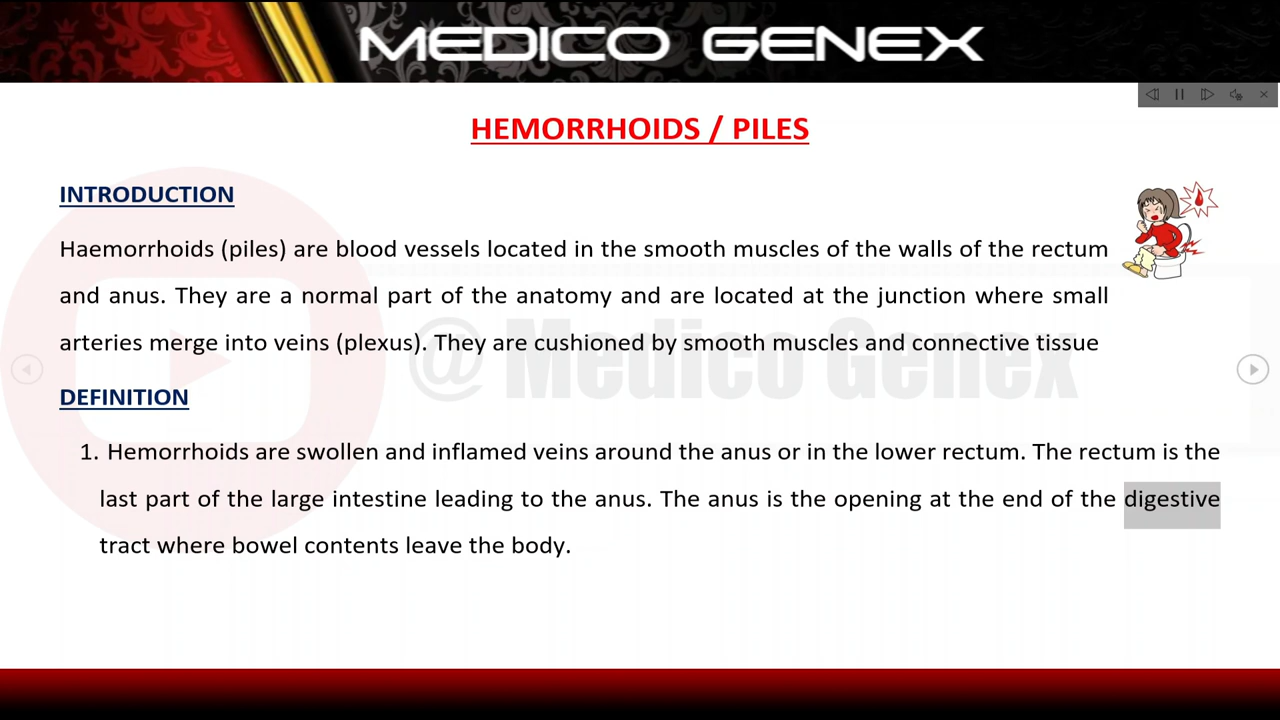 MEDICO GENEX
HEMORRHOIDS / PILES
INTRODUCTION
Haemorrhoids (piles) are blood vessels located in the smooth muscles of the walls of the rectum
and anus. They are a normal part of the anatomy and are located at the junction where small
arteries merge into veins (plexus). They are cushioned by smooth muscles and connective tissue
@ Medico Genex
DEFINITION
1. Hemorrhoids are swollen and inflamed veins around the anus or in the lower rectum. The rectum is the
last part of the large intestine leading to the anus. The anus is the opening at the end of the digestive
tract where bowel contents leave the body.